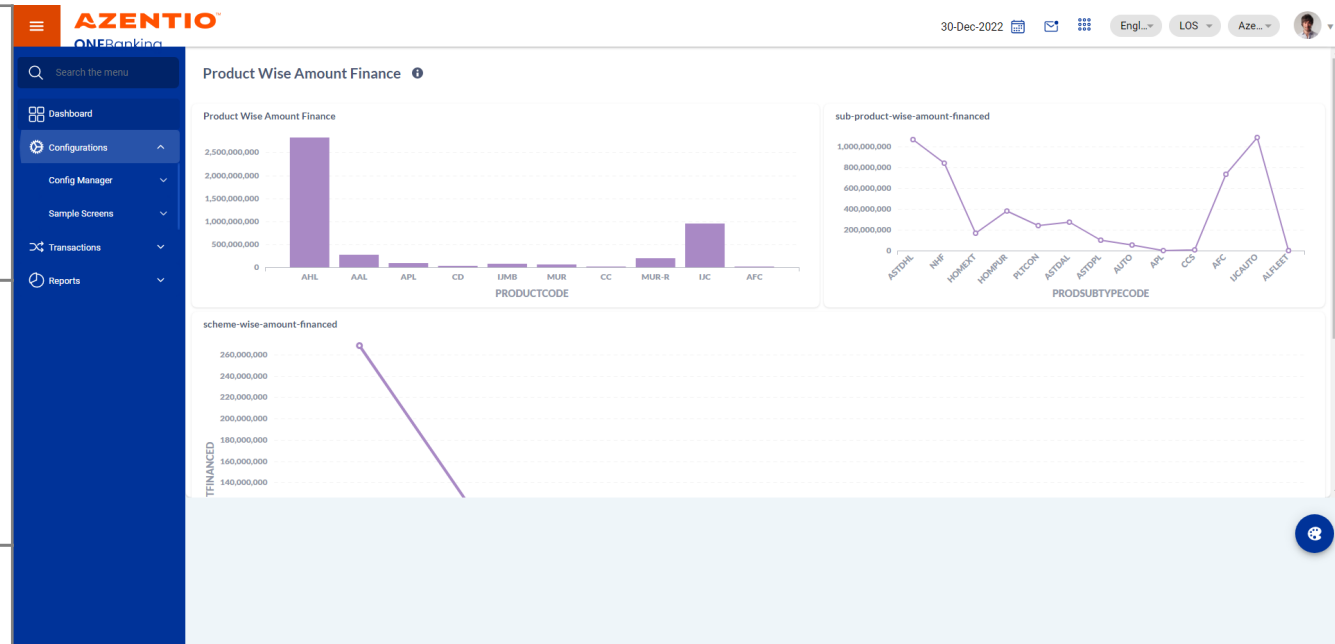 AZENTIO
ONEBanking
30-Dec-2022
Engl...
LOS
Aze...
Search the menu
Dashboard
Configurations
Config Manager
Sample Screens
Transactions
Reports
Product Wise Amount Finance
Product Wise Amount Finance
2,500,000,000
2,000,000,000
1,500,000,000
1,000,000,000
500,000,000
0
AHL AAL APL CD IJMB MUR CC MUR-R IJC AFC
PRODUCTCODE
sub-product-wise-amount-financed
1,000,000,000
800,000,000
600,000,000
400,000,000
200,000,000
0
ASTDHL NHF HOMEXT HOMPUR PLTCON ASTDAL ASTDPL AUTO APL CCS AFC IJCAUTO ALFLEET
PRODSUBTYPECODE
scheme-wise-amount-financed
260,000,000
240,000,000
220,000,000
200,000,000
180,000,000
160,000,000
140,000,000
TFINANCED